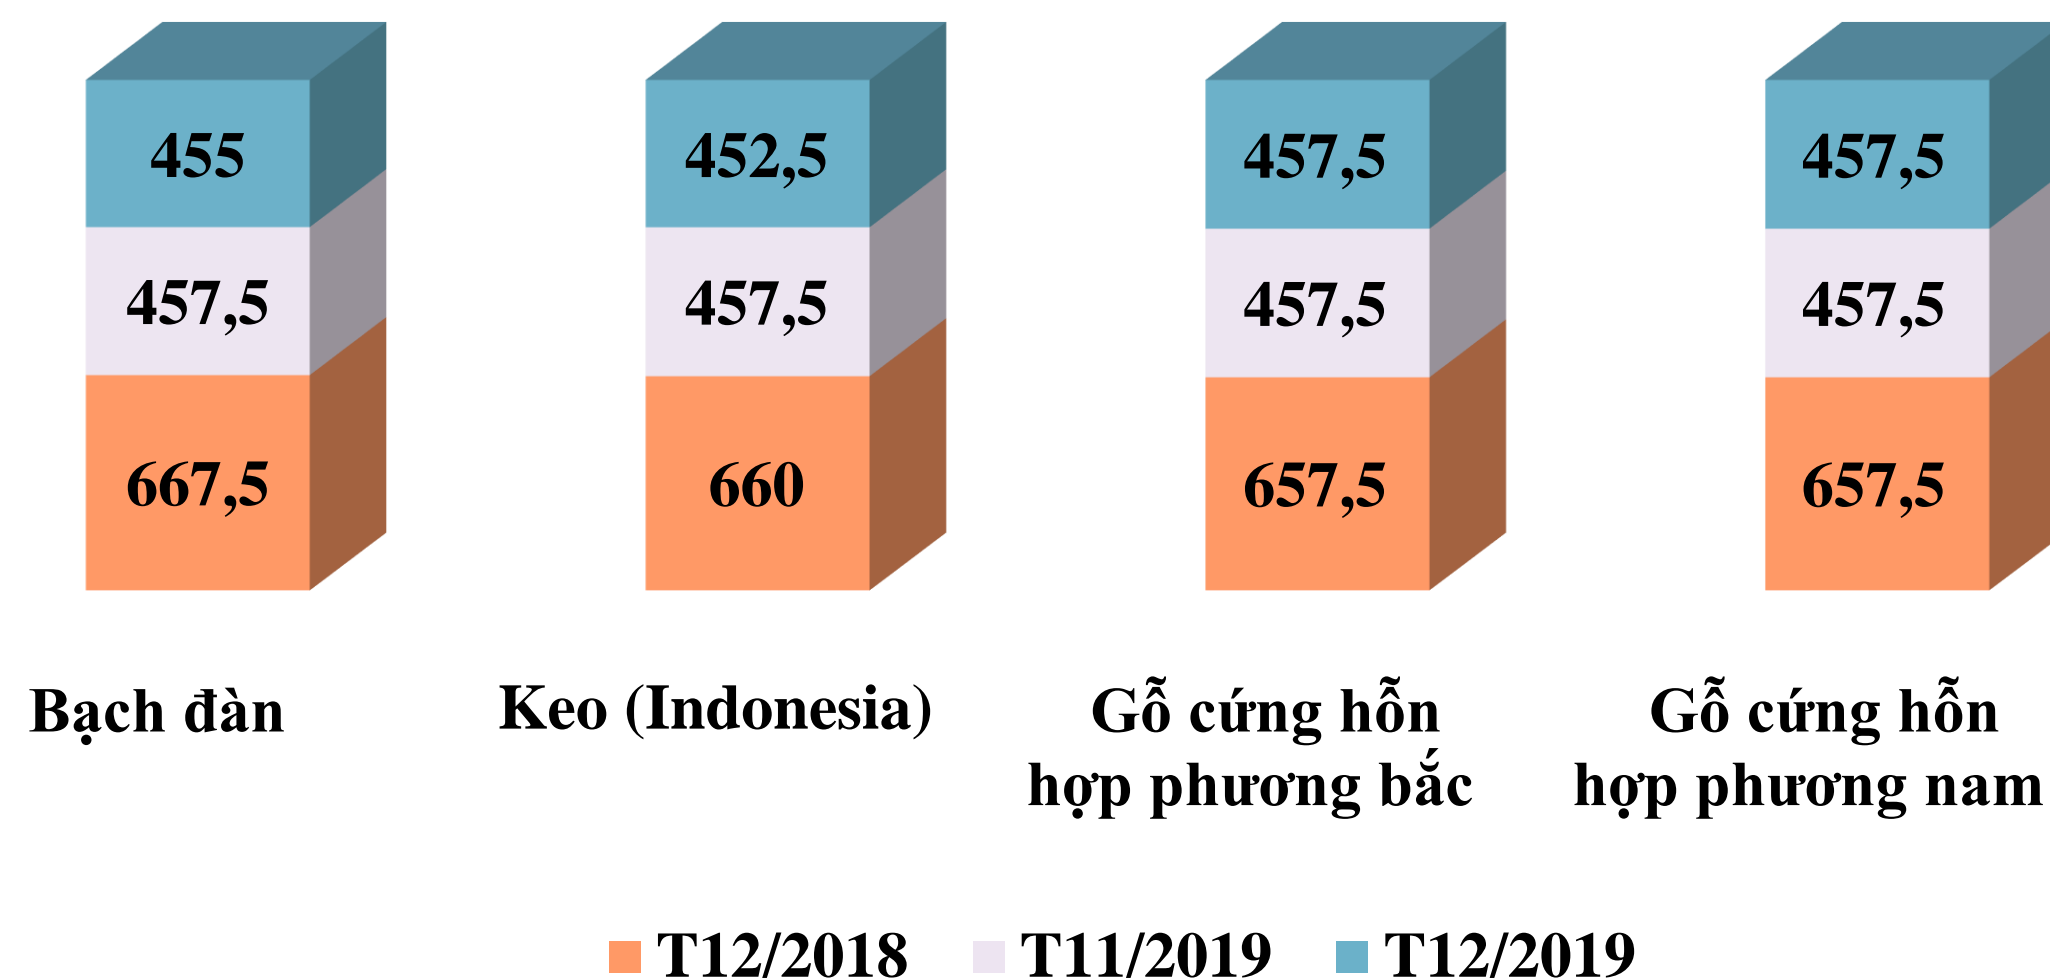 455 452,5 457,5 457,5
457,5 457,5 457,5 457,5
667,5 660 657,5 657,5
Bạch đàn
Keo (Indonesia)
Gỗ cứng hỗn
hợp phương bắc
Gỗ cứng hỗn
hợp phương nam
T12/2018 T11/2019 T12/2019